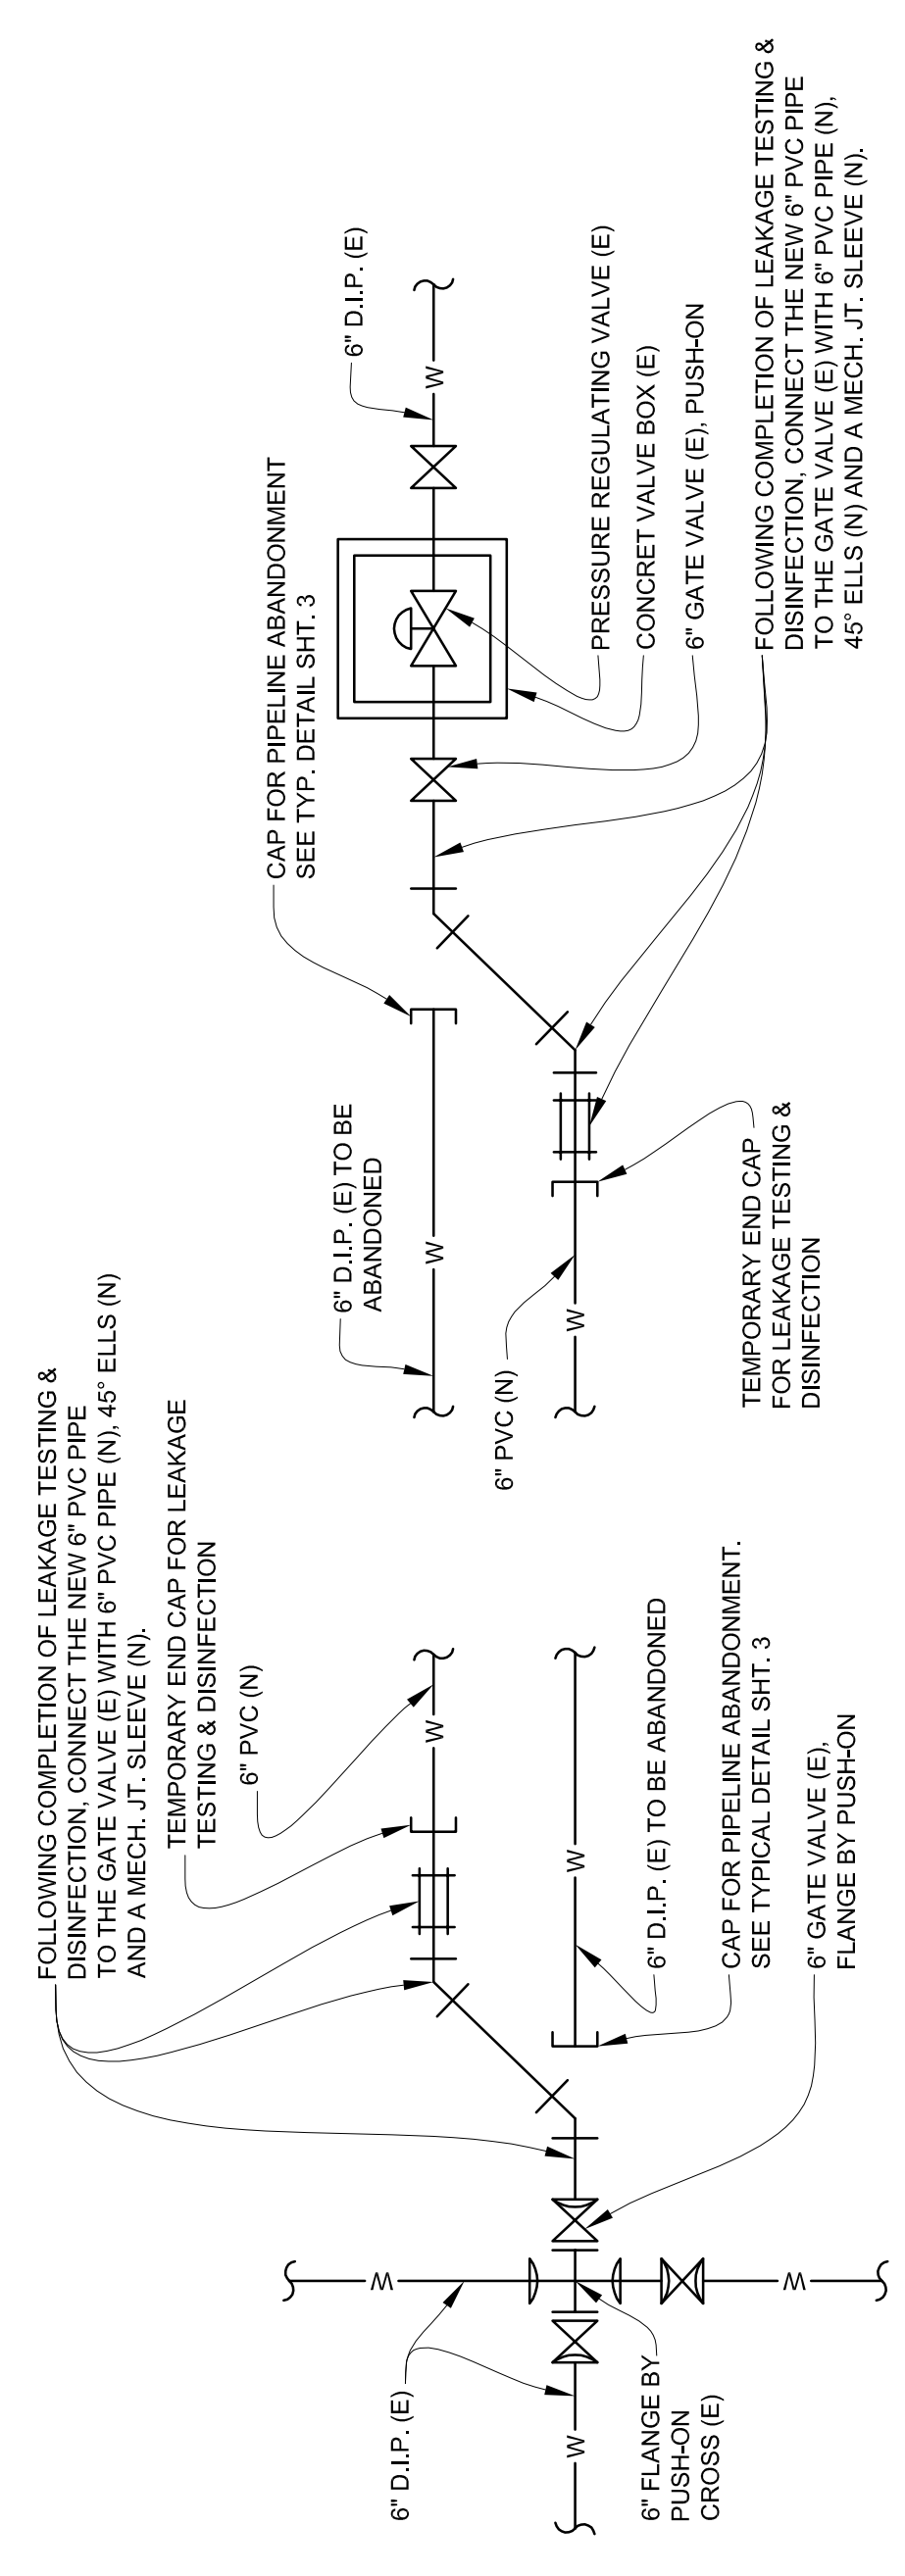 FOLLOWING COMPLETION OF LEAKAGE TESTING &
DISINFECTION, CONNECT THE NEW 6" PVC PIPE
TO THE GATE VALVE (E) WITH 6" PVC PIPE (N), 45° ELLS (N)
AND A MECH. JT. SLEEVE (N).
TEMPORARY END CAP FOR LEAKAGE
TESTING & DISINFECTION
6" PVC (N)
6" D.I.P. (E)
W
W
W
W
W
6" FLANGE BY
PUSH-ON
CROSS (E)
6" D.I.P. (E) TO BE ABANDONED
CAP FOR PIPELINE ABANDONMENT.
SEE TYPICAL DETAIL SHT. 3
6" GATE VALVE (E),
FLANGE BY PUSH-ON
CAP FOR PIPELINE ABANDONMENT
SEE TYP. DETAIL SHT. 3
6" D.I.P. (E) TO BE
ABANDONED
6" D.I.P. (E)
W
W
W
6" PVC (N)
PRESSURE REGULATING VALVE (E)
CONCRET VALVE BOX (E)
6" GATE VALVE (E), PUSH-ON
TEMPORARY END CAP
FOR LEAKAGE TESTING &
DISINFECTION
FOLLOWING COMPLETION OF LEAKAGE TESTING &
DISINFECTION, CONNECT THE NEW 6" PVC PIPE
TO THE GATE VALVE (E) WITH 6" PVC PIPE (N),
45° ELLS (N) AND A MECH. JT. SLEEVE (N).